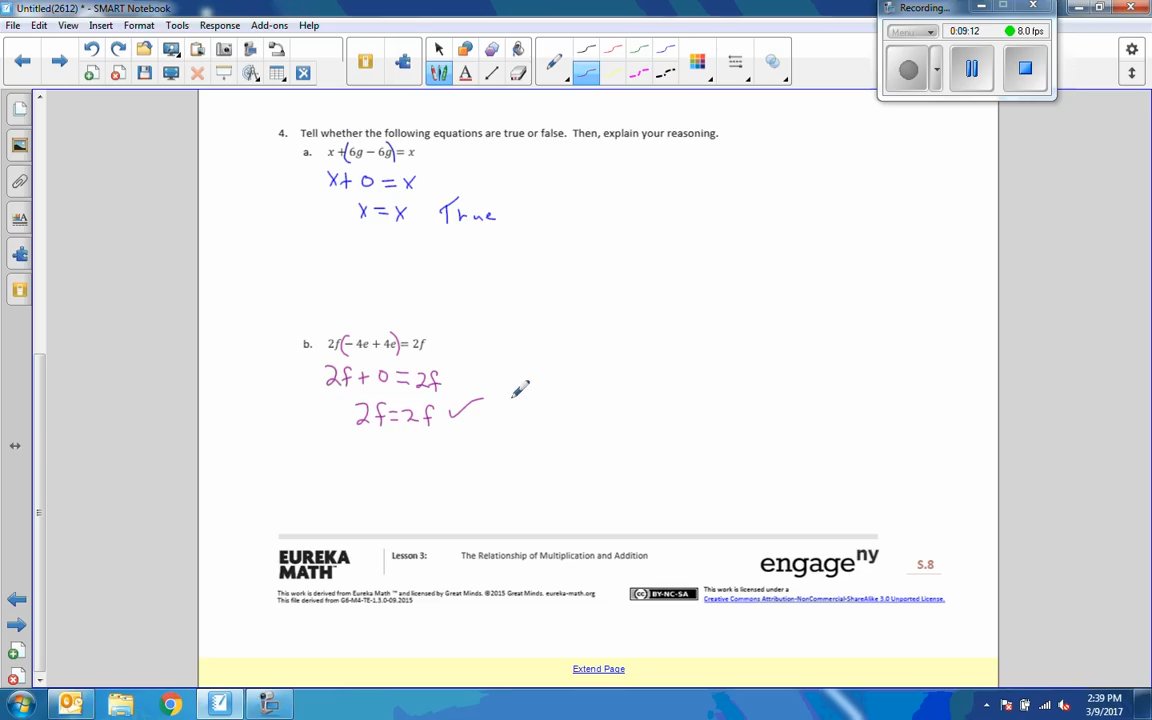 Untitled(2612) * - SMART Notebook
Recording...
File Edit View Insert Format Tools Response Add-ons Help
Menu 0:09:12 8.0 fps
4. Tell whether the following equations are true or false. Then, explain your reasoning.
a. x +(6g − 6g) = x
x + 0 = x
x = x True
b. 2f(− 4e + 4e) = 2f
2f + 0 = 2f
2f = 2f ✓
EUREKA MATH
Lesson 3: The Relationship of Multiplication and Addition
engage ny
S.8
This work is derived from Eureka Math ™ and licensed by Great Minds. ©2015 Great Minds. eureka-math.org
This file derived from G6-M4-TE-1.3.0-09.2015
CC BY-NC-SA
This work is licensed under a
Creative Commons Attribution-NonCommercial-ShareAlike 3.0 Unported License.
Extend Page
2:39 PM
3/9/2017